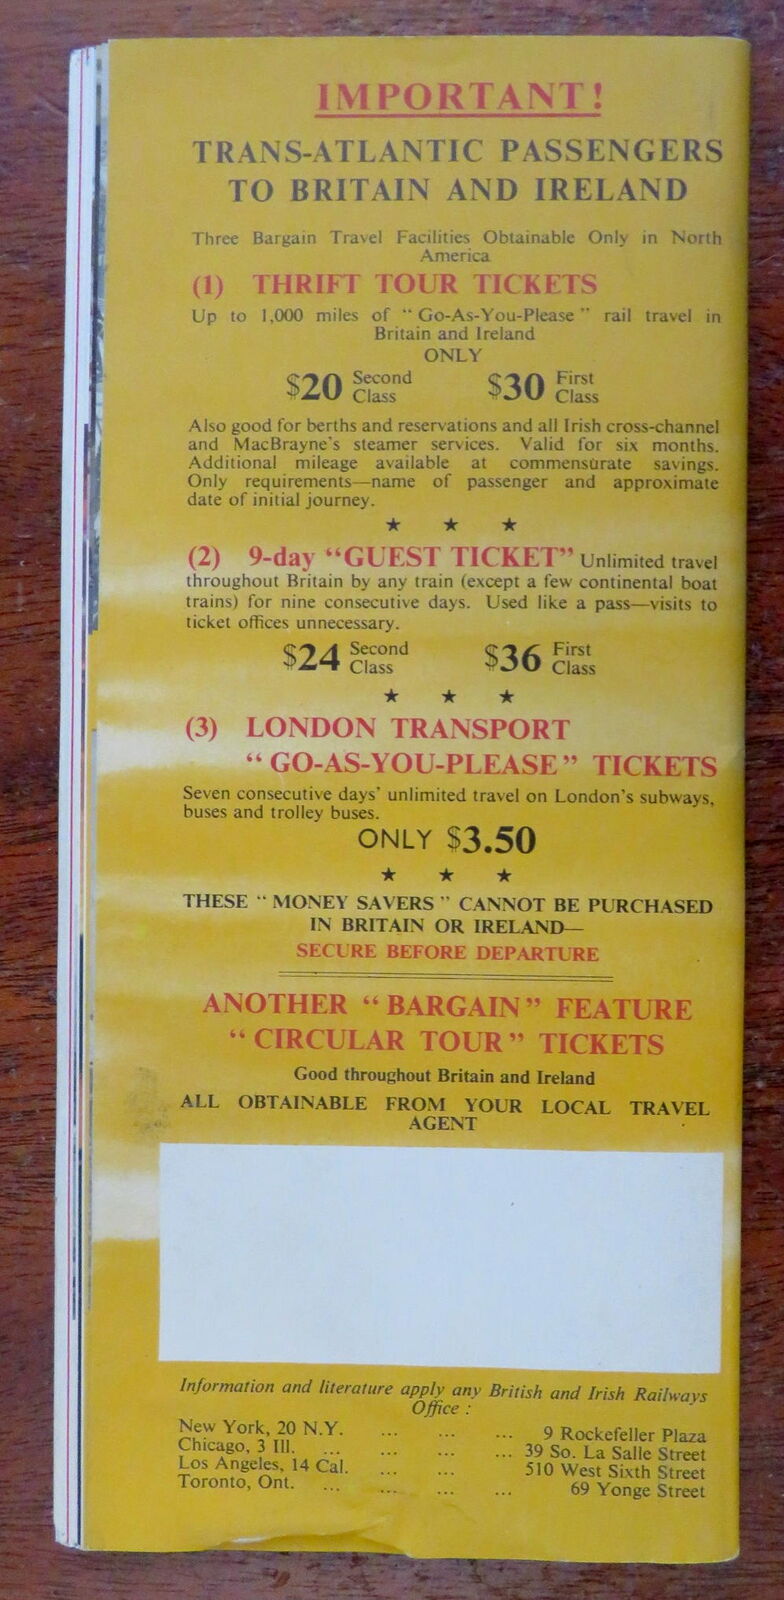 IMPORTANT!
TRANS-ATLANTIC PASSENGERS
TO BRITAIN AND IRELAND
Three Bargain Travel Facilities Obtainable Only in North
America
(1) THRIFT TOUR TICKETS
Up to 1,000 miles of "Go-As-You-Please" rail travel in
Britain and Ireland
ONLY
$20 Second Class $30 First Class
Also good for berths and reservations and all Irish cross-channel
and MacBrayne's steamer services. Valid for six months.
Additional mileage available at commensurate savings.
Only requirements—name of passenger and approximate
date of initial journey.
★ ★ ★
(2) 9-day "GUEST TICKET" Unlimited travel
throughout Britain by any train (except a few continental boat
trains) for nine consecutive days. Used like a pass—visits to
ticket offices unnecessary.
$24 Second Class $36 First Class
★ ★ ★
(3) LONDON TRANSPORT
"GO-AS-YOU-PLEASE" TICKETS
Seven consecutive days' unlimited travel on London's subways,
buses and trolley buses.
ONLY $3.50
★ ★ ★
THESE "MONEY SAVERS" CANNOT BE PURCHASED
IN BRITAIN OR IRELAND—
SECURE BEFORE DEPARTURE
ANOTHER "BARGAIN" FEATURE
"CIRCULAR TOUR" TICKETS
Good throughout Britain and Ireland
ALL OBTAINABLE FROM YOUR LOCAL TRAVEL
AGENT
Information and literature apply any British and Irish Railways
Office :
New York, 20 N.Y. ... ... ... 9 Rockefeller Plaza
Chicago, 3 Ill. ... ... ... ... 39 So. La Salle Street
Los Angeles, 14 Cal. ... ... 510 West Sixth Street
Toronto, Ont. ... ... ... ... 69 Yonge Street